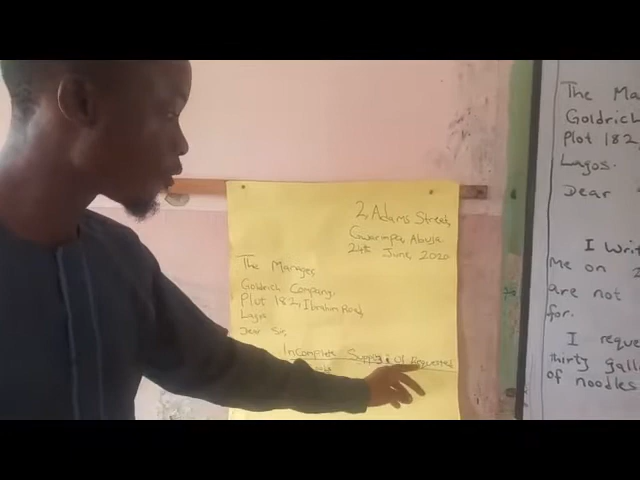 2, Adams Street,
Gwarimpa, Abuja
24th June, 2020
The Manager
Goldrich Company,
Plot 182, Ibrahim Road,
Lagos
Dear Sir,
Incomplete Supply Of Requested
The Ma
Goldrich
Plot 182,
Lagos.
Dear
I writ
me on 2
are not
for.
I reque
thirty gall
of noodles